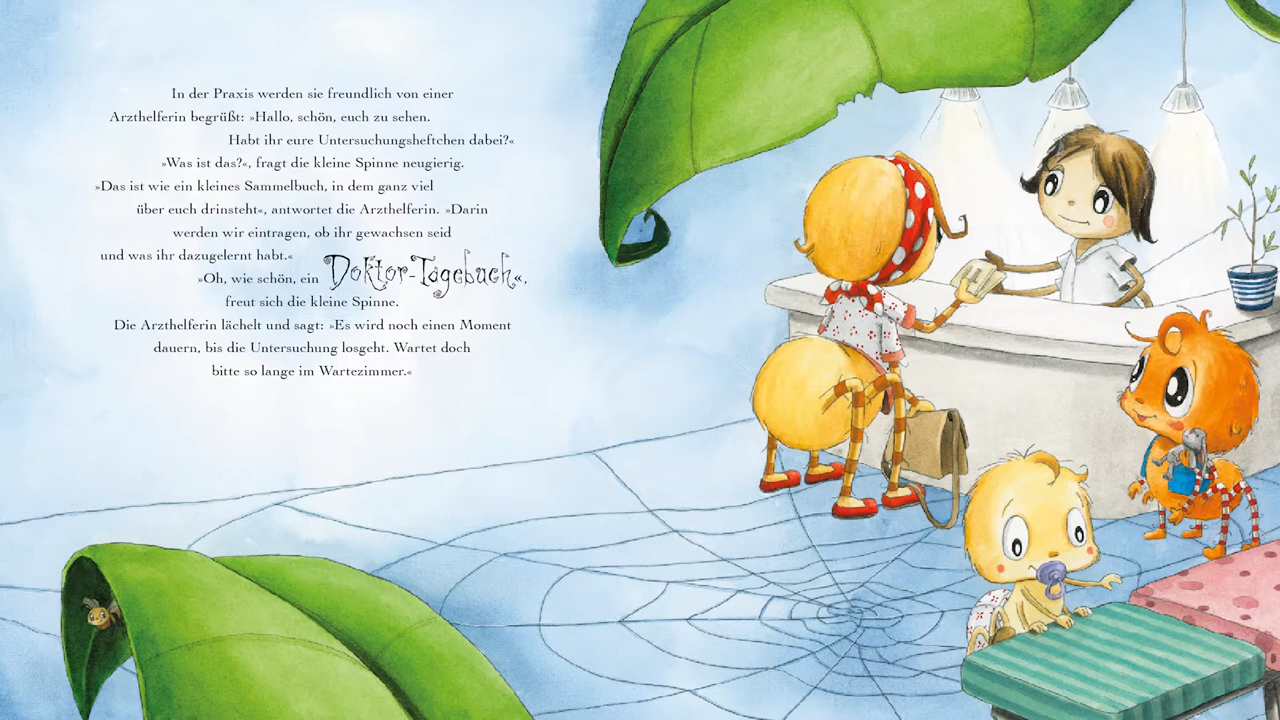 In der Praxis werden sie freundlich von einer
Arzthelferin begrüßt: »Hallo, schön, euch zu sehen.
Habt ihr eure Untersuchungsheftchen dabei?«
»Was ist das?«, fragt die kleine Spinne neugierig.
»Das ist wie ein kleines Sammelbuch, in dem ganz viel
über euch drinsteht«, antwortet die Arzthelferin. »Darin
werden wir eintragen, ob ihr gewachsen seid
und was ihr dazugelernt habt.«
»Oh, wie schön, ein Doktor-Tagebuch«,
freut sich die kleine Spinne.
Die Arzthelferin lächelt und sagt: »Es wird noch einen Moment
dauern, bis die Untersuchung losgeht. Wartet doch
bitte so lange im Wartezimmer.«